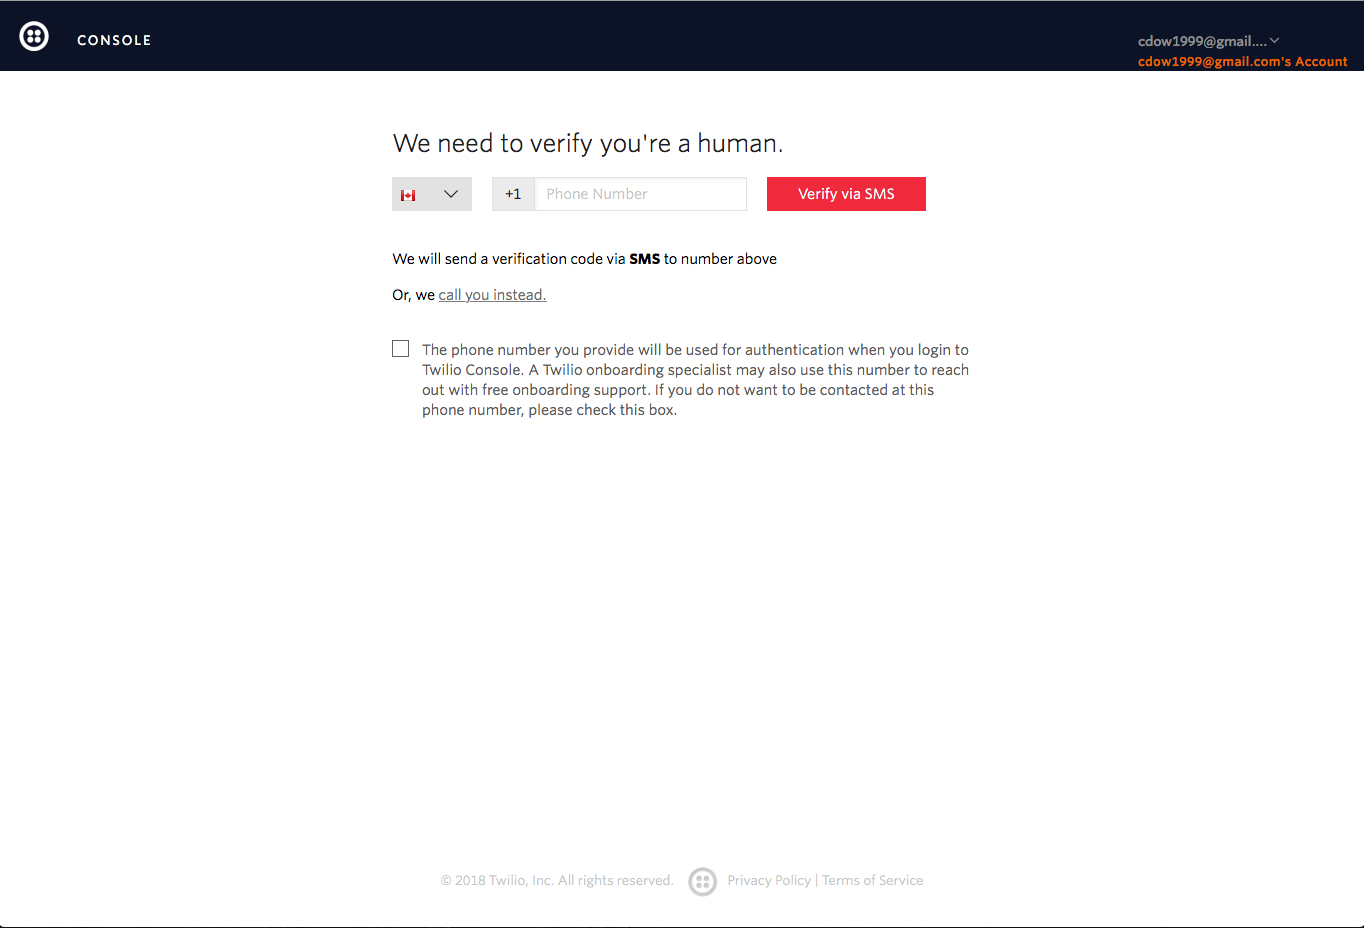 CONSOLE
cdow1999@gmail....
cdow1999@gmail.com's Account
We need to verify you're a human.
+1 Phone Number Verify via SMS
We will send a verification code via SMS to number above
Or, we call you instead.
The phone number you provide will be used for authentication when you login to
Twilio Console. A Twilio onboarding specialist may also use this number to reach
out with free onboarding support. If you do not want to be contacted at this
phone number, please check this box.
© 2018 Twilio, Inc. All rights reserved. Privacy Policy | Terms of Service